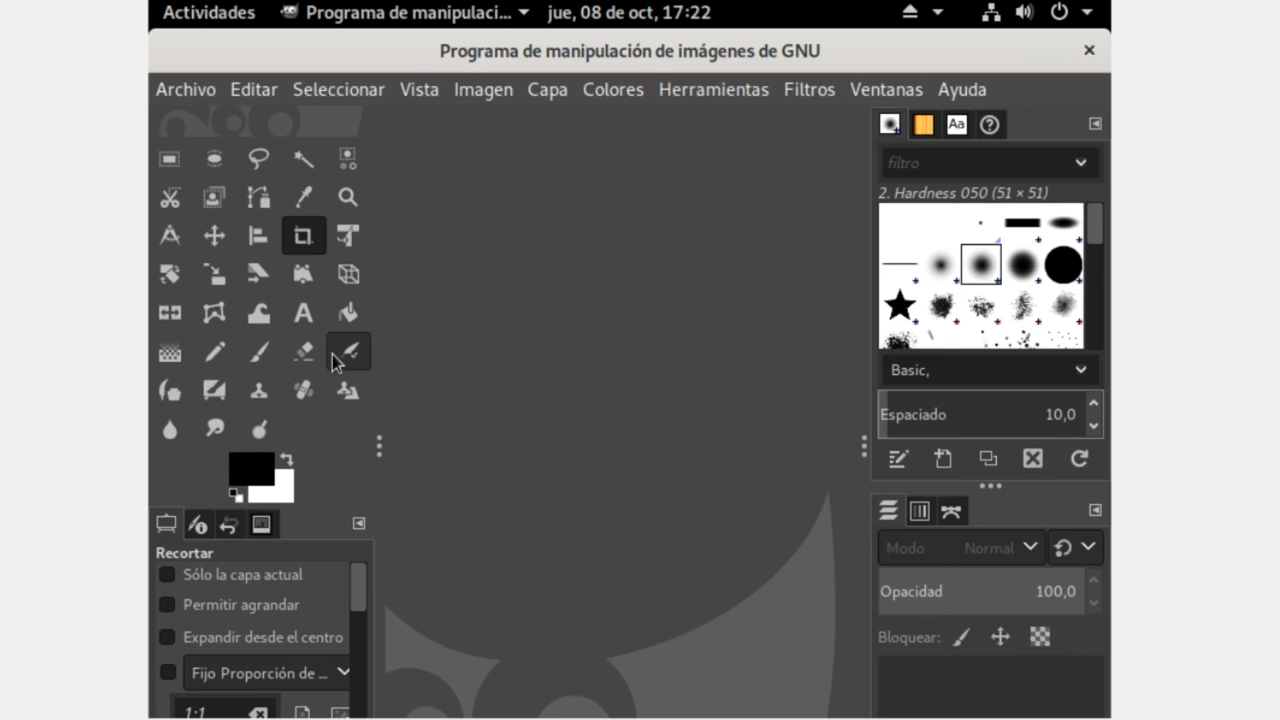 Actividades Programa de manipulaci... jue, 08 de oct, 17:22
Programa de manipulación de imágenes de GNU
Archivo Editar Seleccionar Vista Imagen Capa Colores Herramientas Filtros Ventanas Ayuda
Aa
filtro
2. Hardness 050 (51 × 51)
Basic,
Espaciado 10,0
Recortar
Sólo la capa actual
Permitir agrandar
Expandir desde el centro
Fijo Proporción de ...
1:1
Modo Normal
Opacidad 100,0
Bloquear: